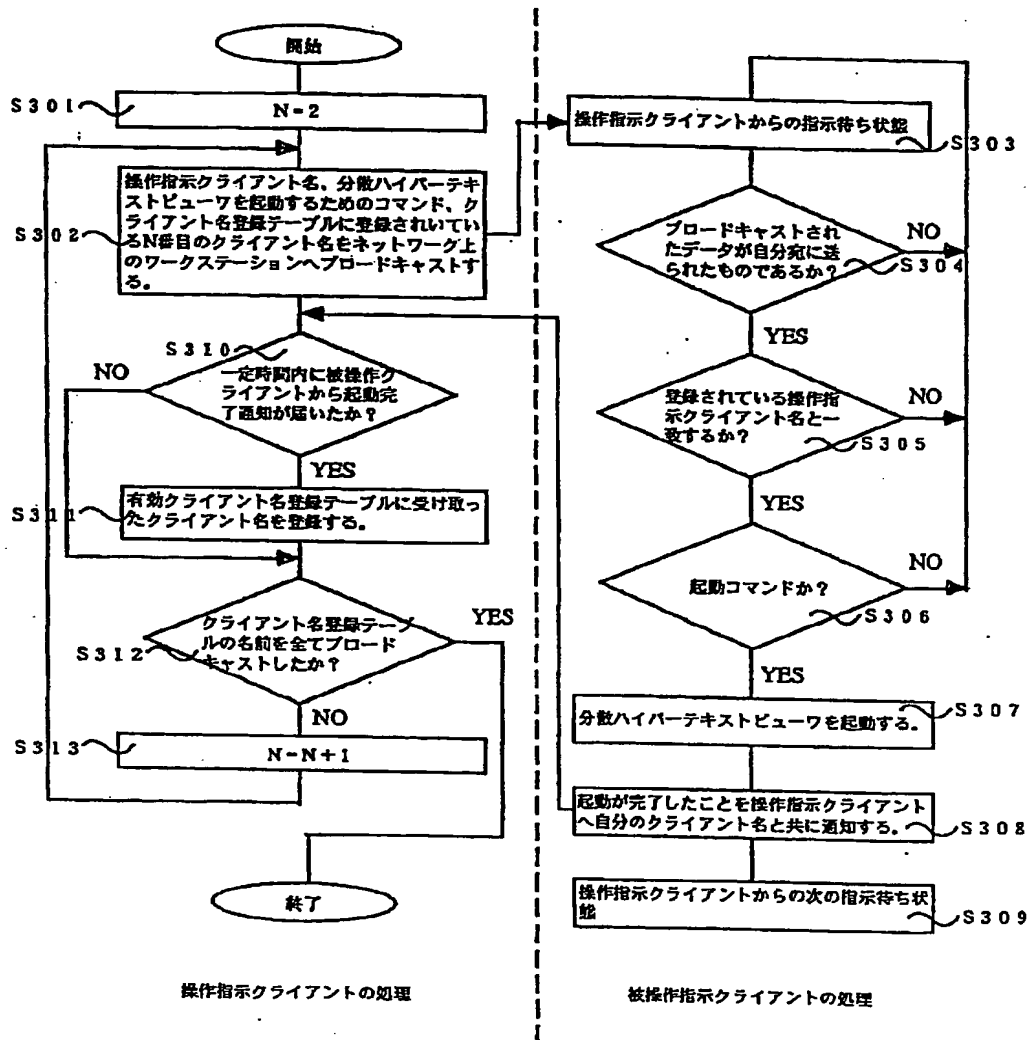 開始
S301
N=2
S302
操作指示クライアント名、分散ハイパーテキ
ストビューワを起動するためのコマンド、ク
ライアント名登録テーブルに登録されいてい
るN番目のクライアント名をネットワーグ上
のワークステーションへブロードキャストす
る。
S310
一定時間内に被操作ク
ライアントから起動完
了通知が届いたか?
NO
YES
S311
有効クライアント名登録テーブルに受け取っ
たクライアント名を登録する。
S312
クライアント名登録テーブ
ルの名前を全てブロード
キャストしたか?
YES
NO
S313
N=N+1
終了
操作指示クライアントの処理
操作指示クライアントからの指示待ち状態
S303
ブロードキャストされ
たデータが自分宛に送
られたものであるか?
S304
NO
YES
登録されている操作指
示クライアント名と一
致するか?
S305
NO
YES
起動コマンドか?
S306
NO
YES
分散ハイパーテキストビューワを起動する。
S307
起動が完了したことを操作指示クライアント
へ自分のクライアント名と共に通知する。
S308
操作指示クライアントからの次の指示待ち状
態
S309
被操作指示クライアントの処理